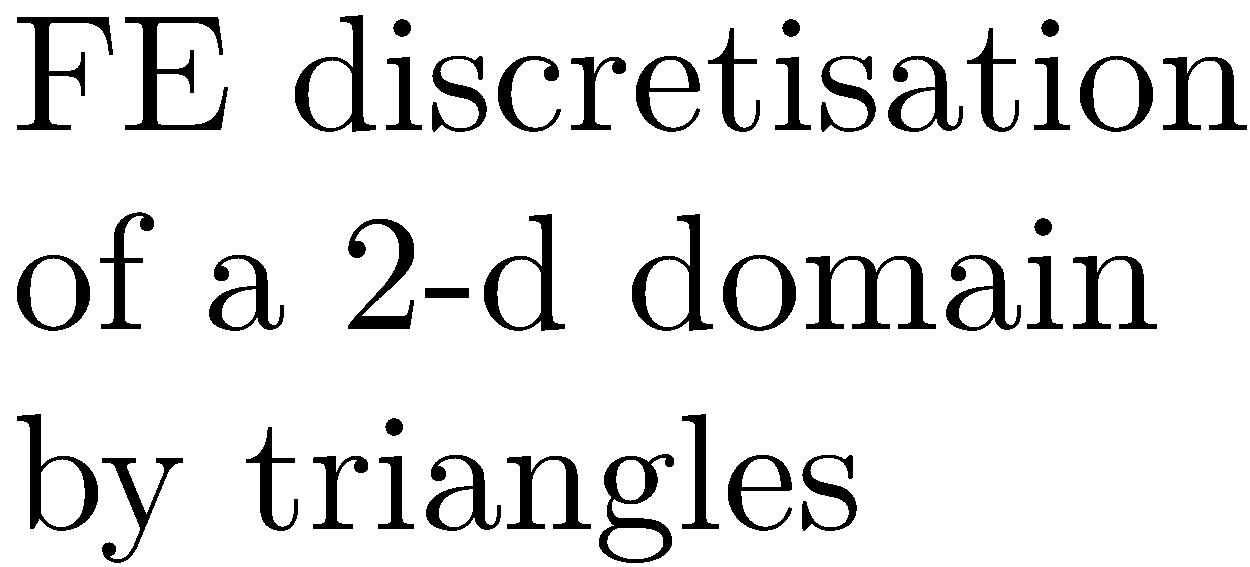 FE discretisation
of a 2-d domain
by triangles